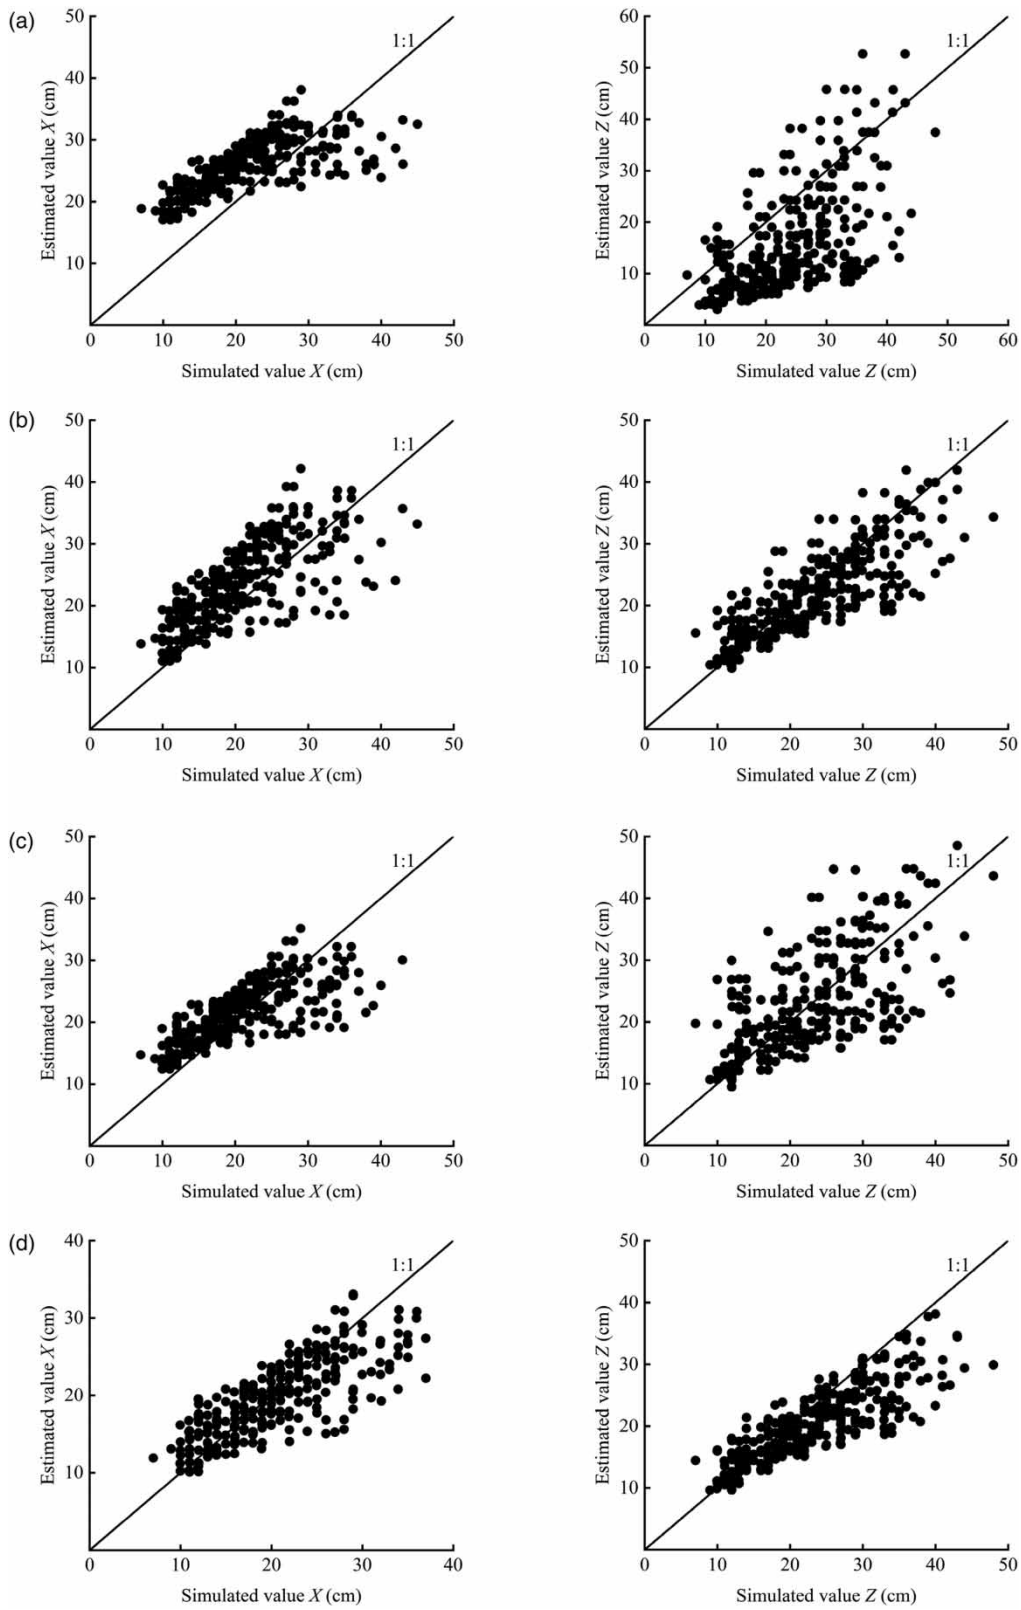 (a)
50
40
30
20
10
0 10 20 30 40 50
1:1
Estimated value X (cm)
Simulated value X (cm)
60
50
40
30
20
10
0 10 20 30 40 50 60
1:1
Estimated value Z (cm)
Simulated value Z (cm)
(b)
50
40
30
20
10
0 10 20 30 40 50
1:1
Estimated value X (cm)
Simulated value X (cm)
50
40
30
20
10
0 10 20 30 40 50
1:1
Estimated value Z (cm)
Simulated value Z (cm)
(c)
50
40
30
20
10
0 10 20 30 40 50
1:1
Estimated value X (cm)
Simulated value X (cm)
50
40
30
20
10
0 10 20 30 40 50
1:1
Estimated value Z (cm)
Simulated value Z (cm)
(d)
40
30
20
10
0 10 20 30 40
1:1
Estimated value X (cm)
Simulated value X (cm)
50
40
30
20
10
0 10 20 30 40 50
1:1
Estimated value Z (cm)
Simulated value Z (cm)